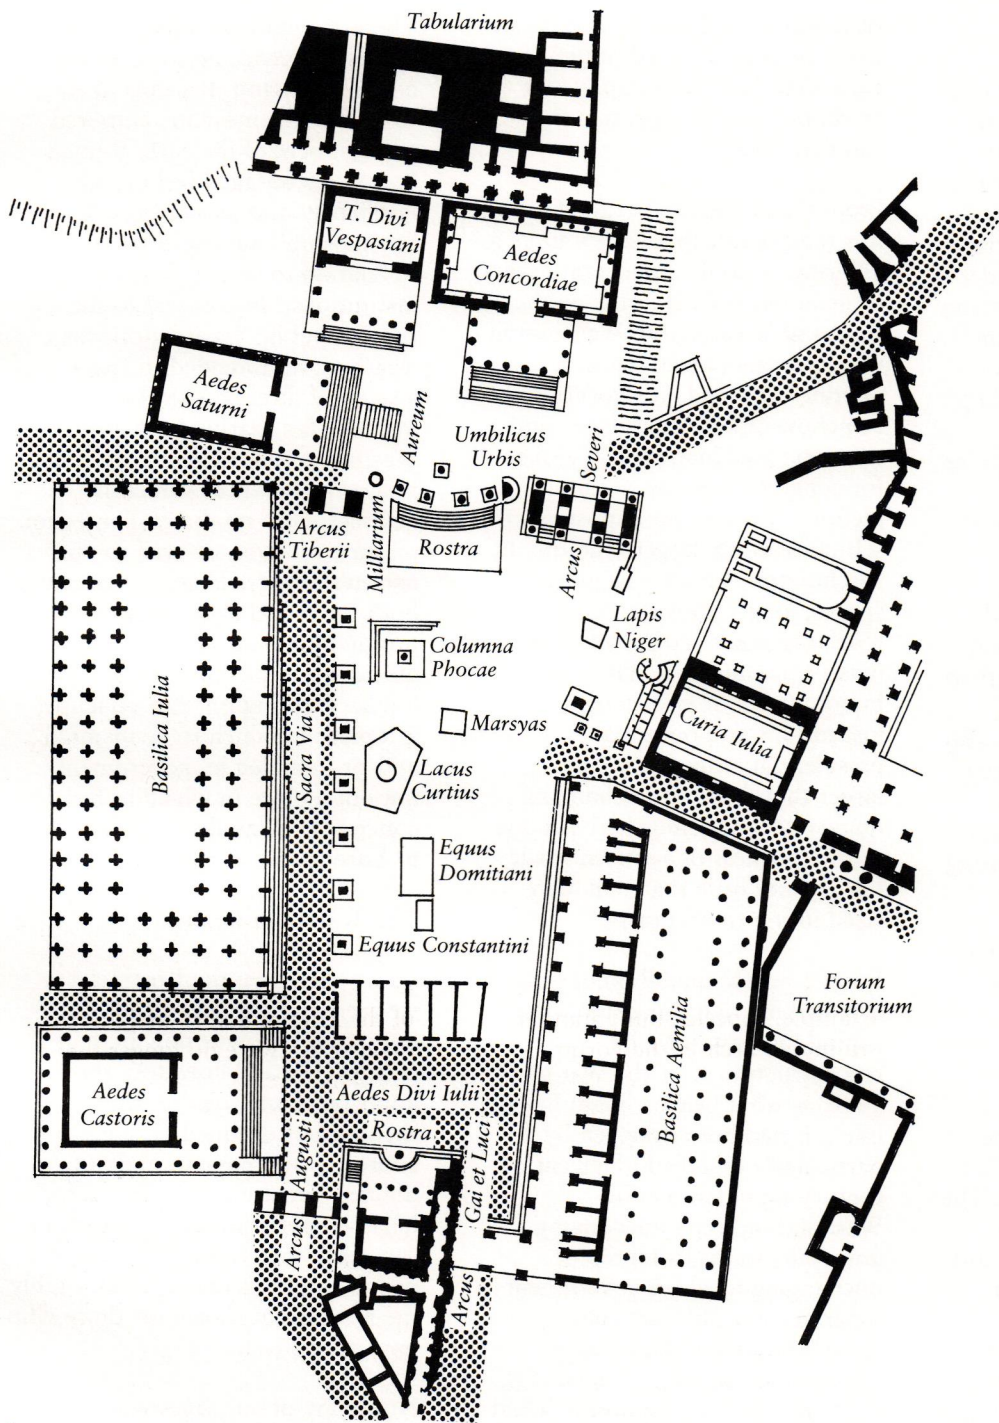 Tabularium
T. Divi
Vespasiani
Aedes
Concordiae
Aedes
Saturni
Aureum
Milliarium
Umbilicus
Urbis
Severi
Arcus
Arcus
Tiberii
Rostra
Lapis
Niger
Columna
Phocae
Curia Iulia
Marsyas
Basilica Iulia
Sacra Via
Lacus
Curtius
Equus
Domitiani
Equus Constantini
Forum
Transitorium
Basilica Aemilia
Aedes
Castoris
Aedes Divi Iulii
Rostra
Arcus Augusti
Arcus Gai et Luci